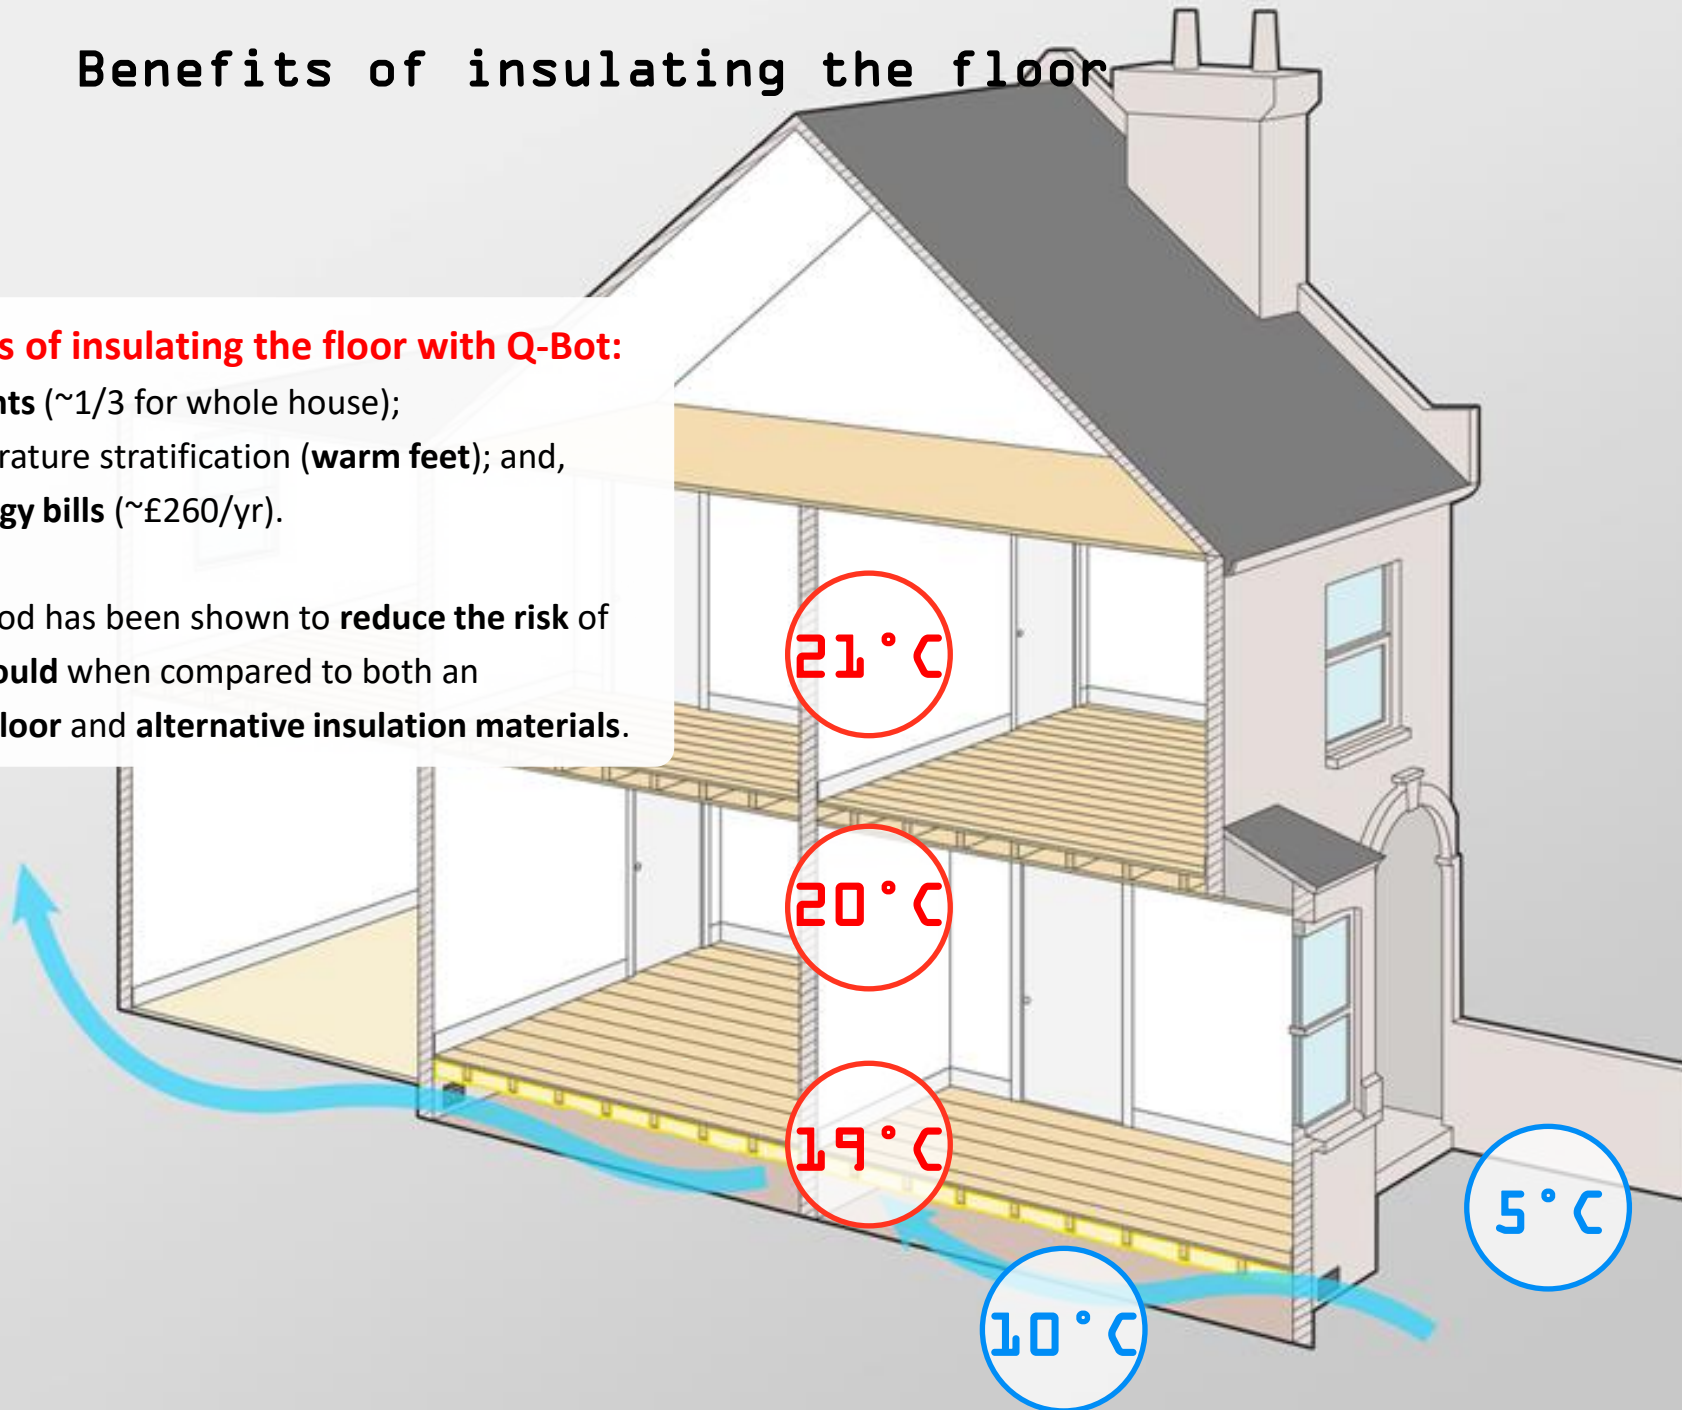 Benefits of insulating the floor
s of insulating the floor with Q-Bot:
nts (~1/3 for whole house);
rature stratification (warm feet); and,
gy bills (~£260/yr).
od has been shown to reduce the risk of
ould when compared to both an
loor and alternative insulation materials.
21°C
20°C
19°C
5°C
10°C